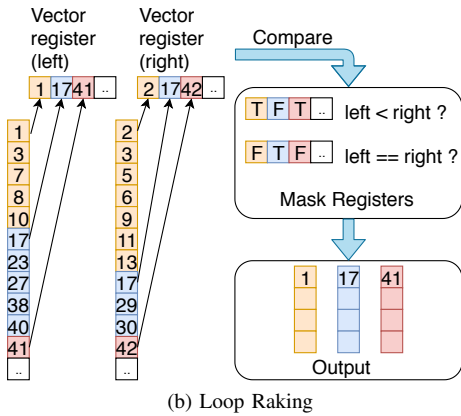 Vector
register
(left)
Vector
register
(right)
Compare
1 17 41 ..
2 17 42 ..
1
3
7
8
10
17
23
27
38
40
41
..
2
3
5
6
9
11
13
17
29
30
42
..
T F T .. left < right ?
F T F .. left == right ?
Mask Registers
1 17 41
Output
(b) Loop Raking